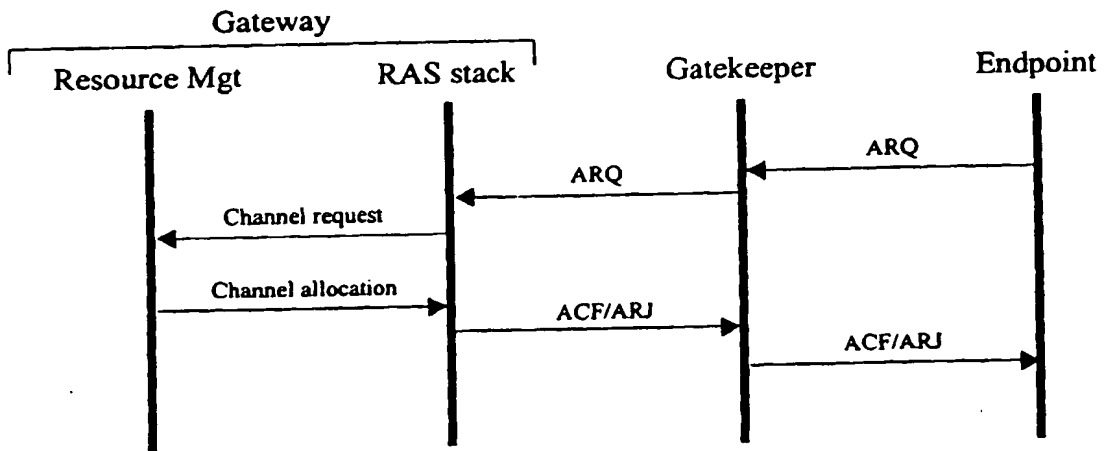 Gateway
Resource Mgt
RAS stack
Gatekeeper
Endpoint
ARQ
ARQ
Channel request
Channel allocation
ACF/ARJ
ACF/ARJ